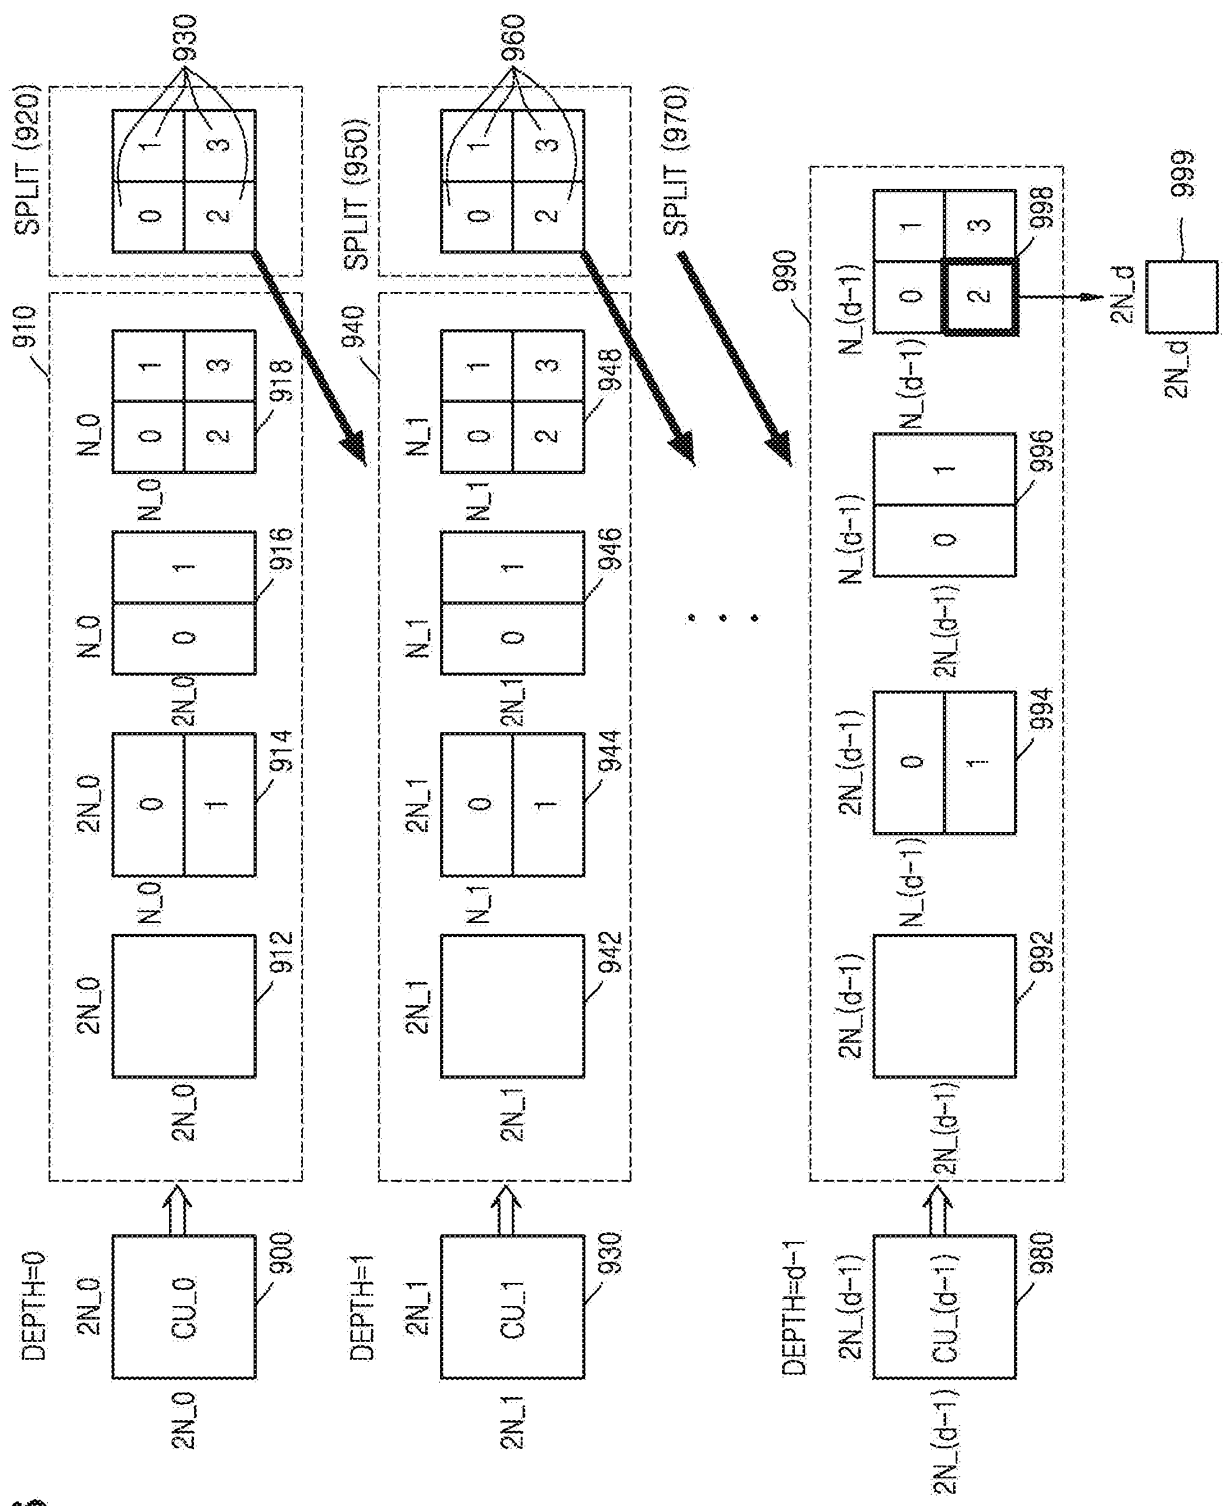 DEPTH=0
2N_0
2N_0
CU_0
900
910
2N_0
2N_0
912
2N_0
N_0
0
1
914
N_0
2N_0
0
1
916
N_0
N_0
0
1
2
3
918
SPLIT (920)
0
1
2
3
930
DEPTH=1
2N_1
2N_1
CU_1
930
940
2N_1
2N_1
942
2N_1
N_1
0
1
944
N_1
2N_1
0
1
946
N_1
N_1
0
1
2
3
948
SPLIT (950)
0
1
2
3
960
SPLIT (970)
DEPTH=d-1
2N_(d-1)
2N_(d-1)
CU_(d-1)
980
990
2N_(d-1)
2N_(d-1)
992
2N_(d-1)
N_(d-1)
0
1
994
N_(d-1)
2N_(d-1)
0
1
996
N_(d-1)
N_(d-1)
0
1
2
3
998
2N_d
2N_d
999